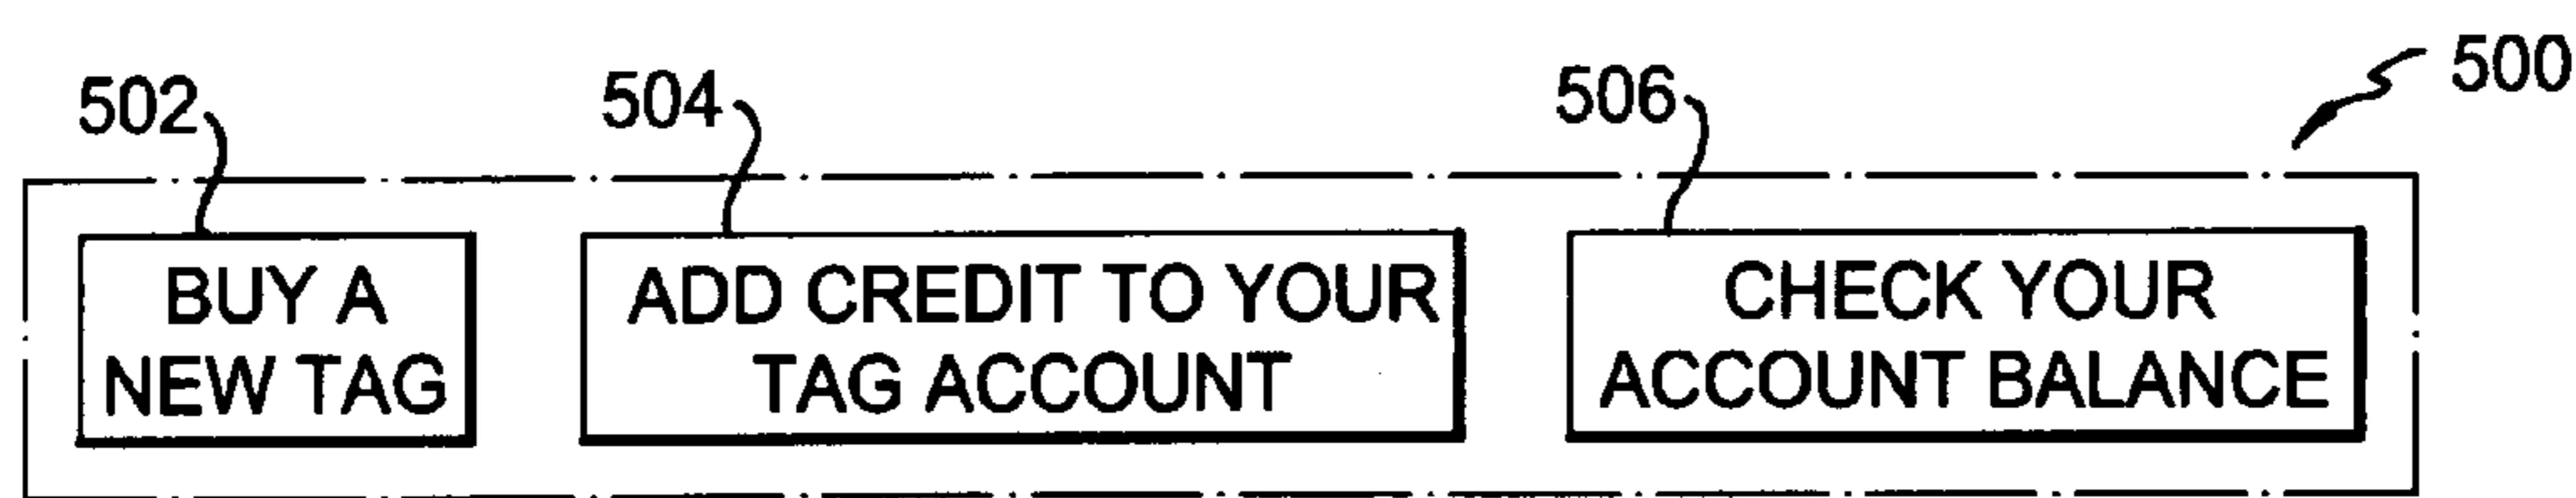 500
502
504
506
BUY A
NEW TAG
ADD CREDIT TO YOUR
TAG ACCOUNT
CHECK YOUR
ACCOUNT BALANCE